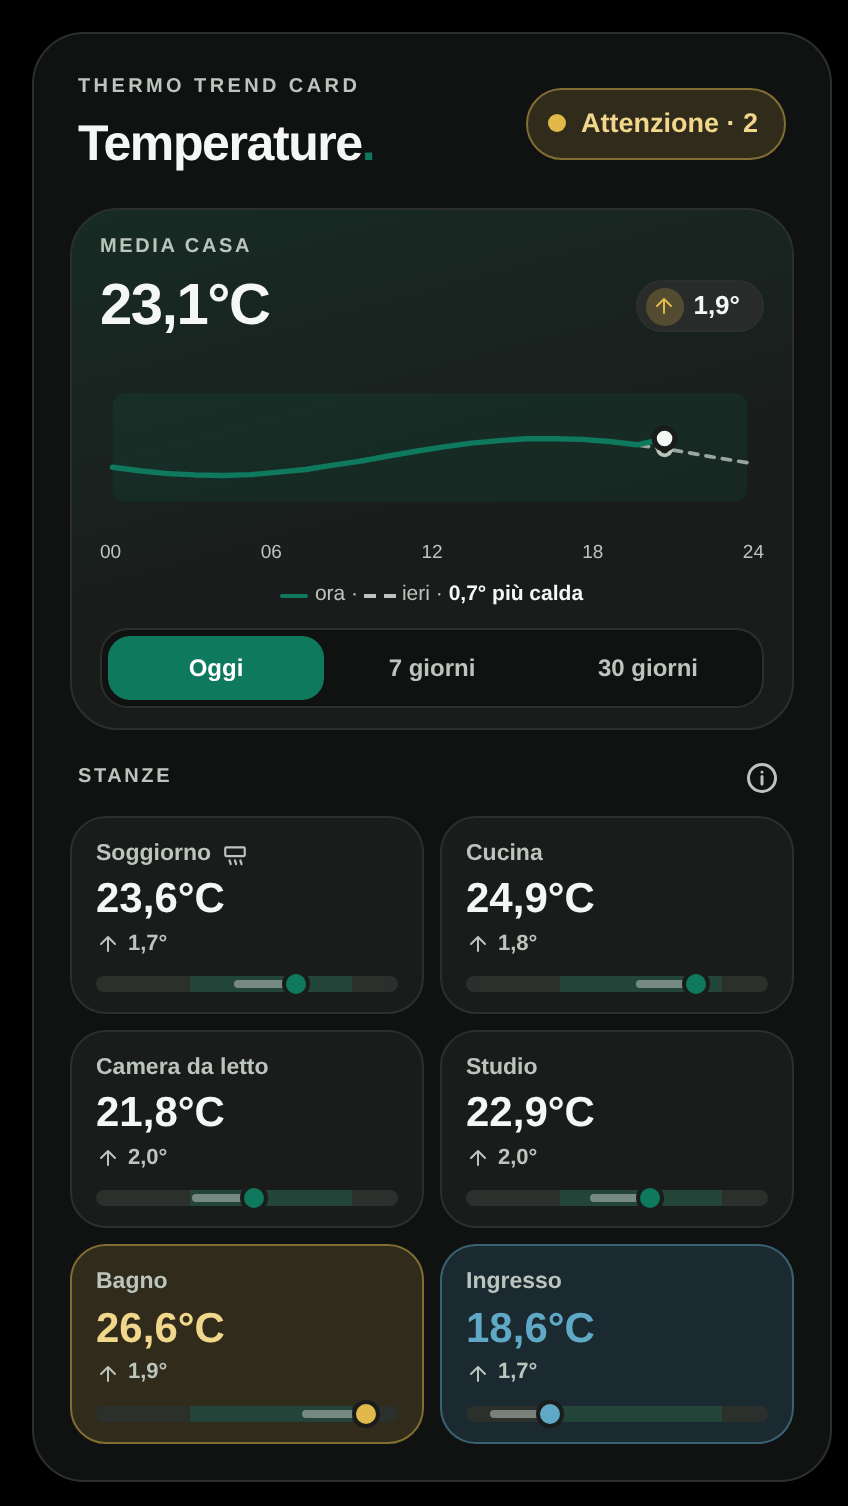 THERMO TREND CARD
Temperature.
Attenzione · 2
MEDIA CASA
23,1°C
1,9°
00 06 12 18 24
ora · ieri · 0,7° più calda
Oggi 7 giorni 30 giorni
STANZE
Soggiorno
23,6°C
1,7°
Cucina
24,9°C
1,8°
Camera da letto
21,8°C
2,0°
Studio
22,9°C
2,0°
Bagno
26,6°C
1,9°
Ingresso
18,6°C
1,7°